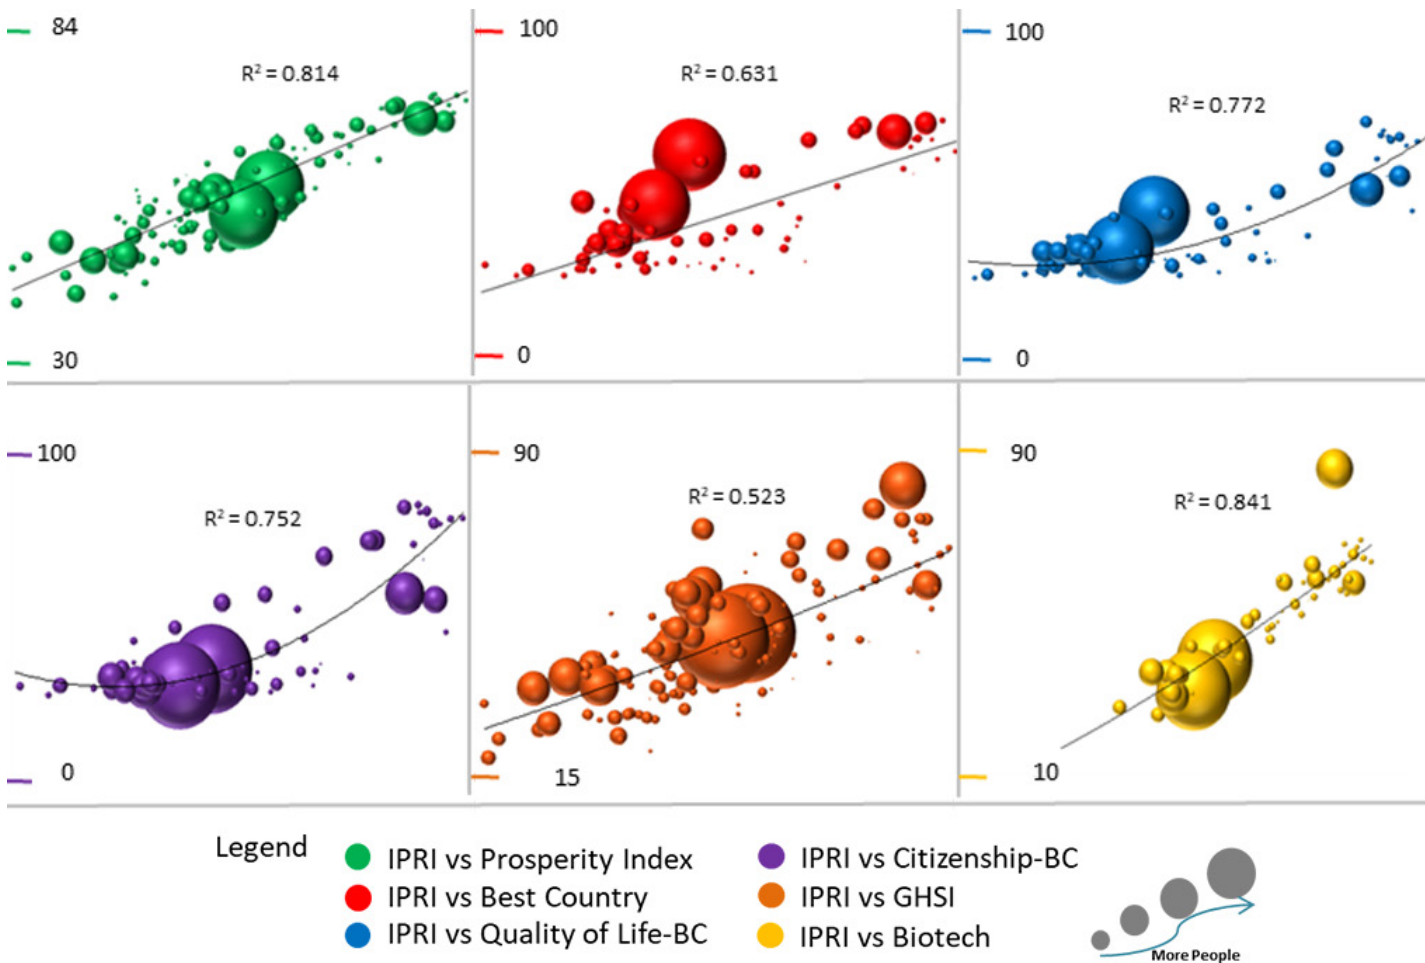 84
R² = 0.814
30
100
R² = 0.631
0
100
R² = 0.772
0
100
R² = 0.752
0
90
R² = 0.523
15
90
R² = 0.841
10
Legend
IPRI vs Prosperity Index
IPRI vs Best Country
IPRI vs Quality of Life-BC
IPRI vs Citizenship-BC
IPRI vs GHSI
IPRI vs Biotech
More People